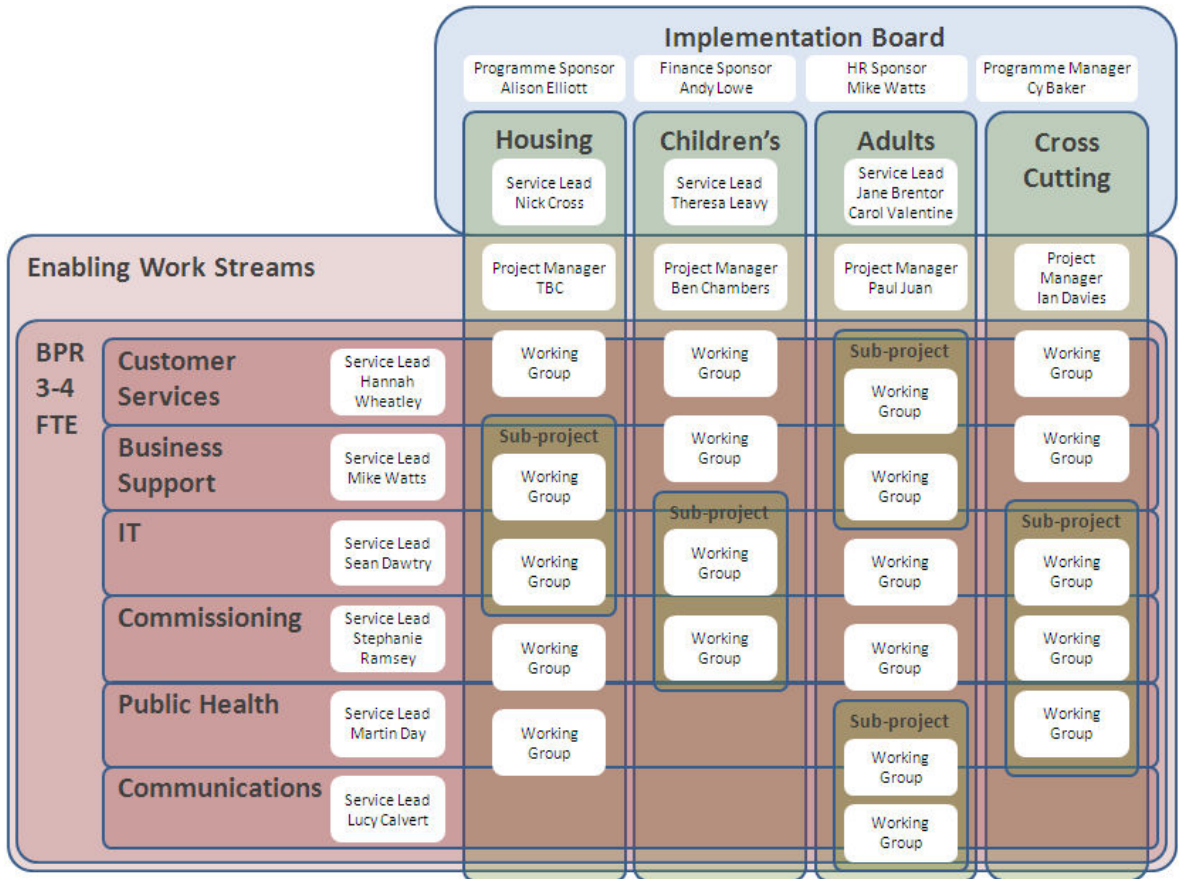 Implementation Board
Programme Sponsor
Alison Elliott
Finance Sponsor
Andy Lowe
HR Sponsor
Mike Watts
Programme Manager
Cy Baker
Housing
Service Lead
Nick Cross
Children's
Service Lead
Theresa Leavy
Adults
Service Lead
Jane Brentor
Carol Valentine
Cross
Cutting
Enabling Work Streams
Project Manager
TBC
Project Manager
Ben Chambers
Project Manager
Paul Juan
Project
Manager
Ian Davies
BPR
3-4
FTE
Customer
Services
Service Lead
Hannah
Wheatley
Business
Support
Service Lead
Mike Watts
IT
Service Lead
Sean Dawtry
Commissioning
Service Lead
Stephanie
Ramsey
Public Health
Service Lead
Martin Day
Communications
Service Lead
Lucy Calvert
Working
Group
Sub-project
Working
Group
Working
Group
Working
Group
Working
Group
Working
Group
Working
Group
Sub-project
Working
Group
Working
Group
Sub-project
Working
Group
Working
Group
Working
Group
Working
Group
Sub-project
Working
Group
Working
Group
Working
Group
Working
Group
Sub-project
Working
Group
Working
Group
Working
Group